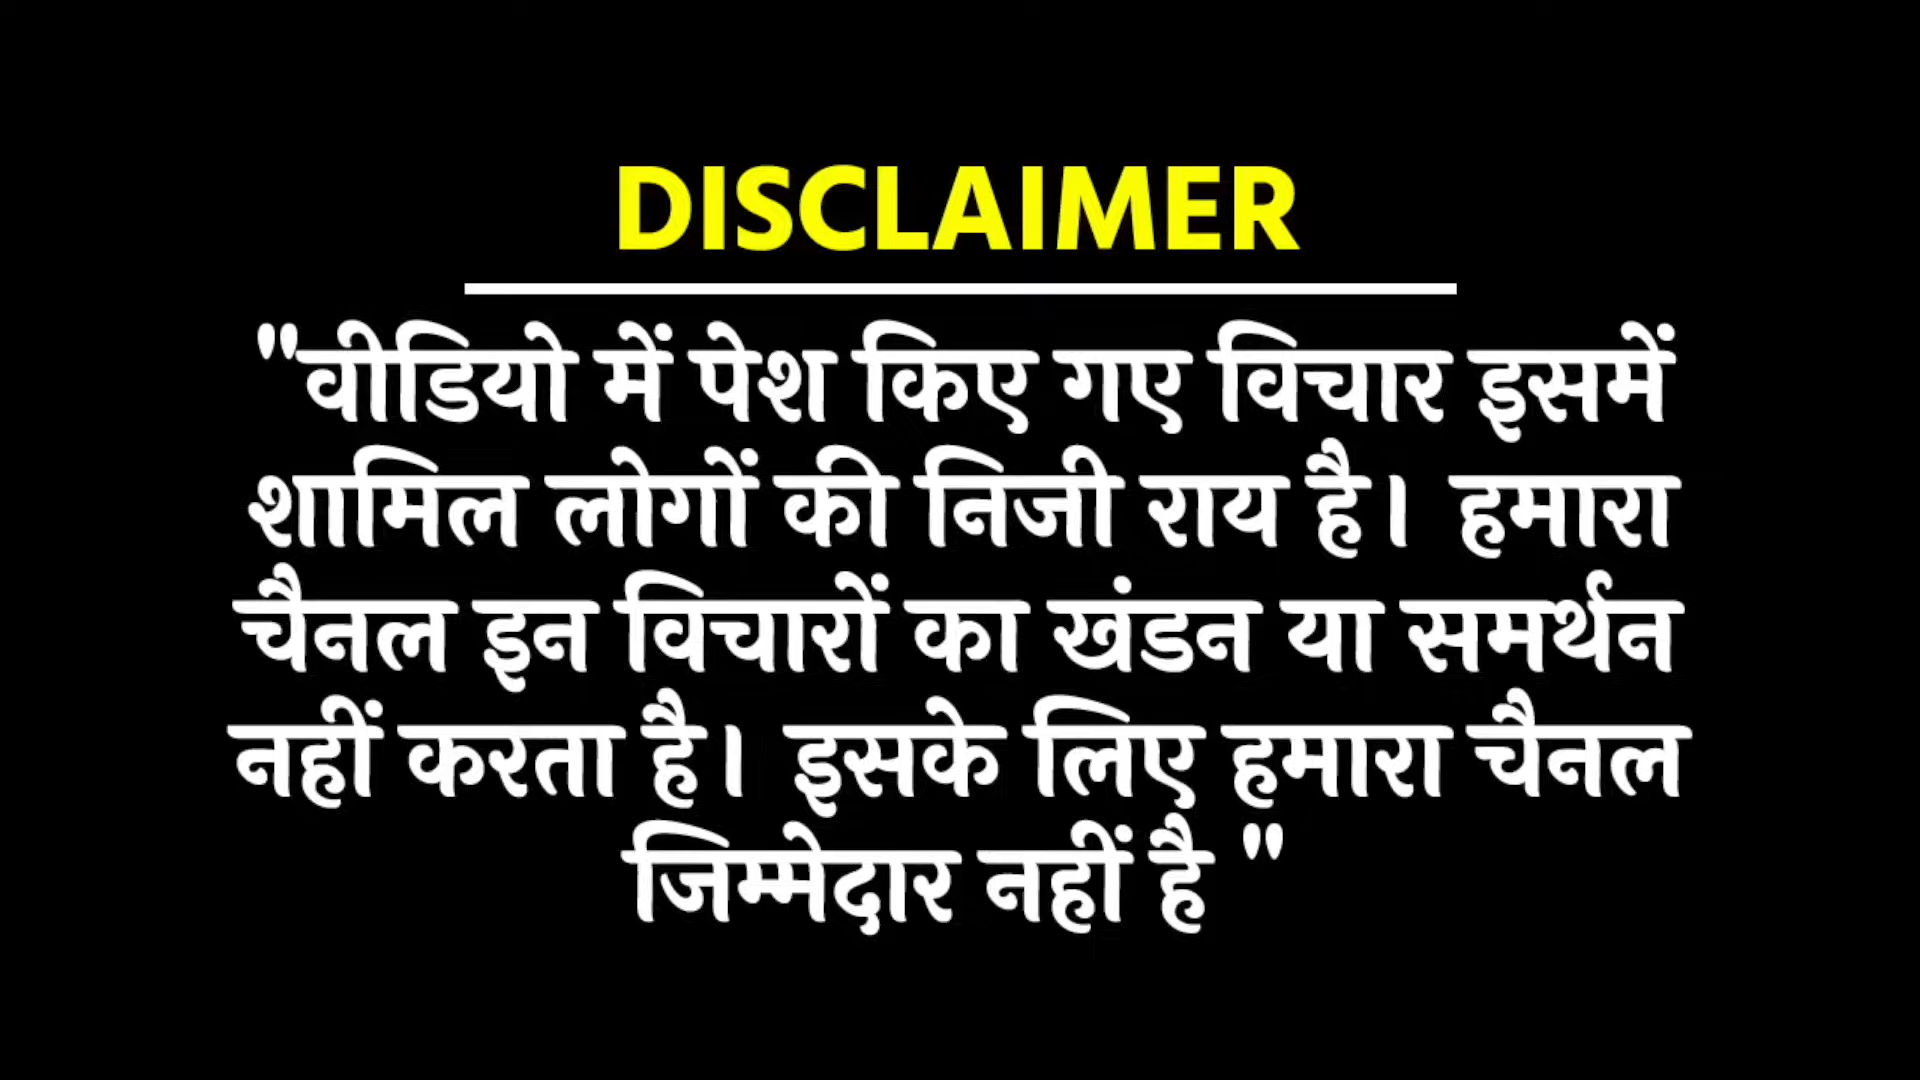 DISCLAIMER
"वीडियो में पेश किए गए विचार इसमें
शामिल लोगों की निजी राय है। हमारा
चैनल इन विचारों का खंडन या समर्थन
नहीं करता है। इसके लिए हमारा चैनल
जिम्मेदार नहीं है "